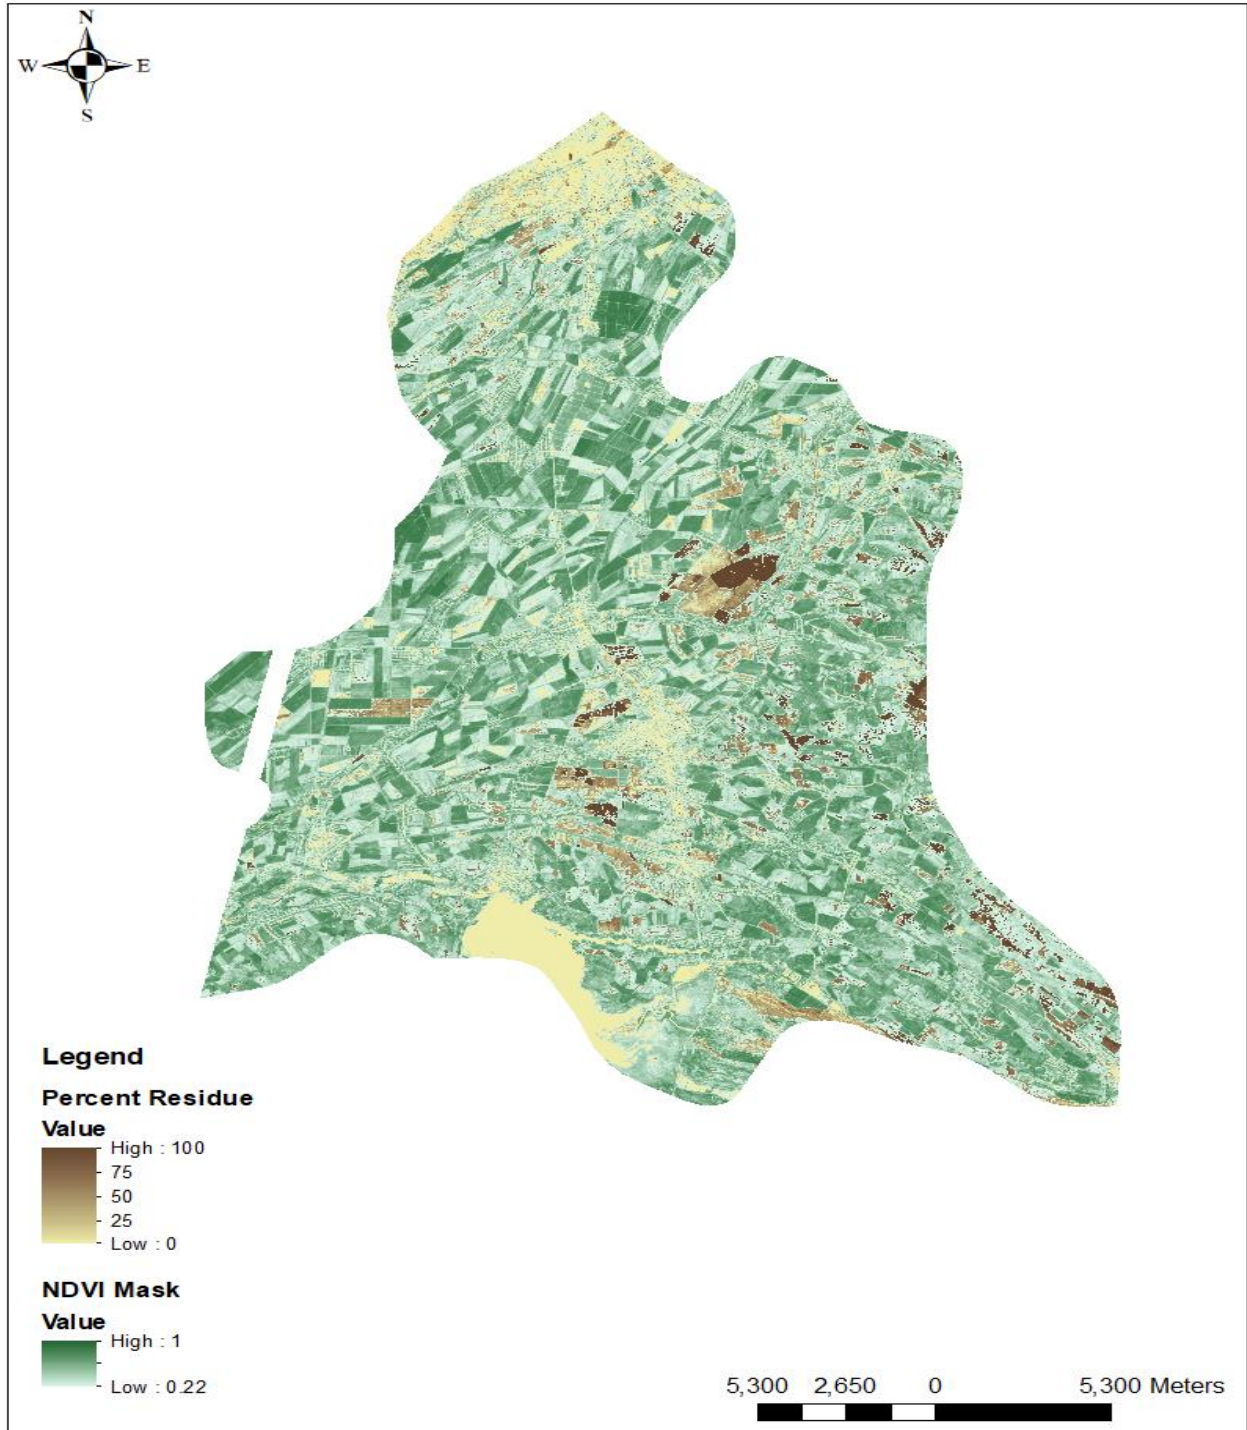 N
W E
S
Legend
Percent Residue
Value
High : 100
75
50
25
Low : 0
NDVI Mask
Value
High : 1
Low : 0.22
5,300 2,650 0 5,300 Meters